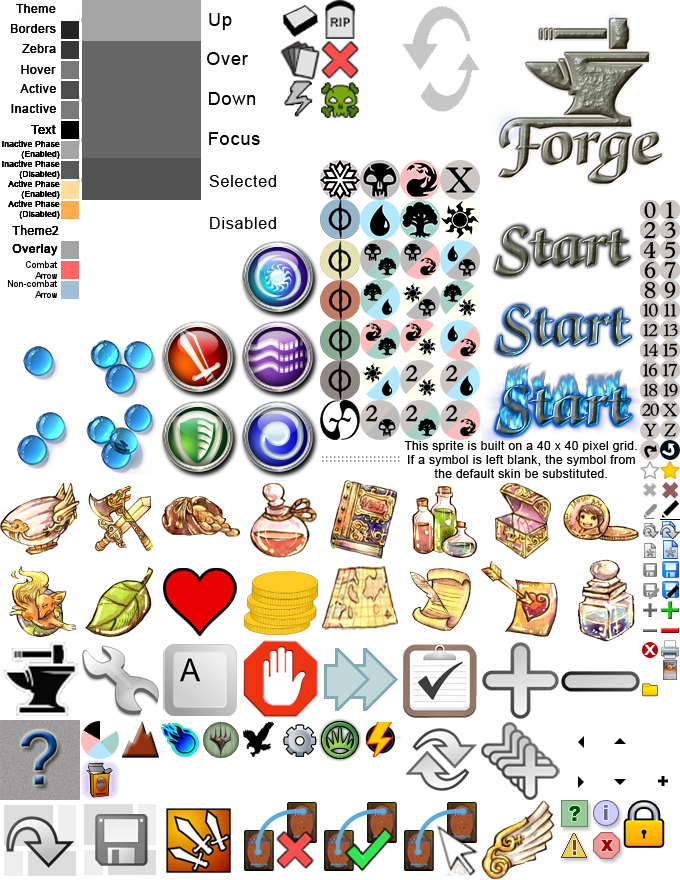 Theme
Borders
Zebra
Hover
Active
Inactive
Text
Inactive Phase
(Enabled)
Inactive Phase
(Disabled)
Active Phase
(Enabled)
Active Phase
(Disabled)
Theme2
Overlay
Combat
Arrow
Non-combat
Arrow
Up
Over
Down
Focus
Selected
Disabled
RIP
Forge
X
2
2
2
2
2
Start
Start
Start
0 1
2 3
4 5
6 7
8 9
10 11
12 13
14 15
16 17
18 19
20 X
Y Z
This sprite is built on a 40 x 40 pixel grid.
If a symbol is left blank, the symbol from
the default skin be substituted.
A
?
?
i
!
x